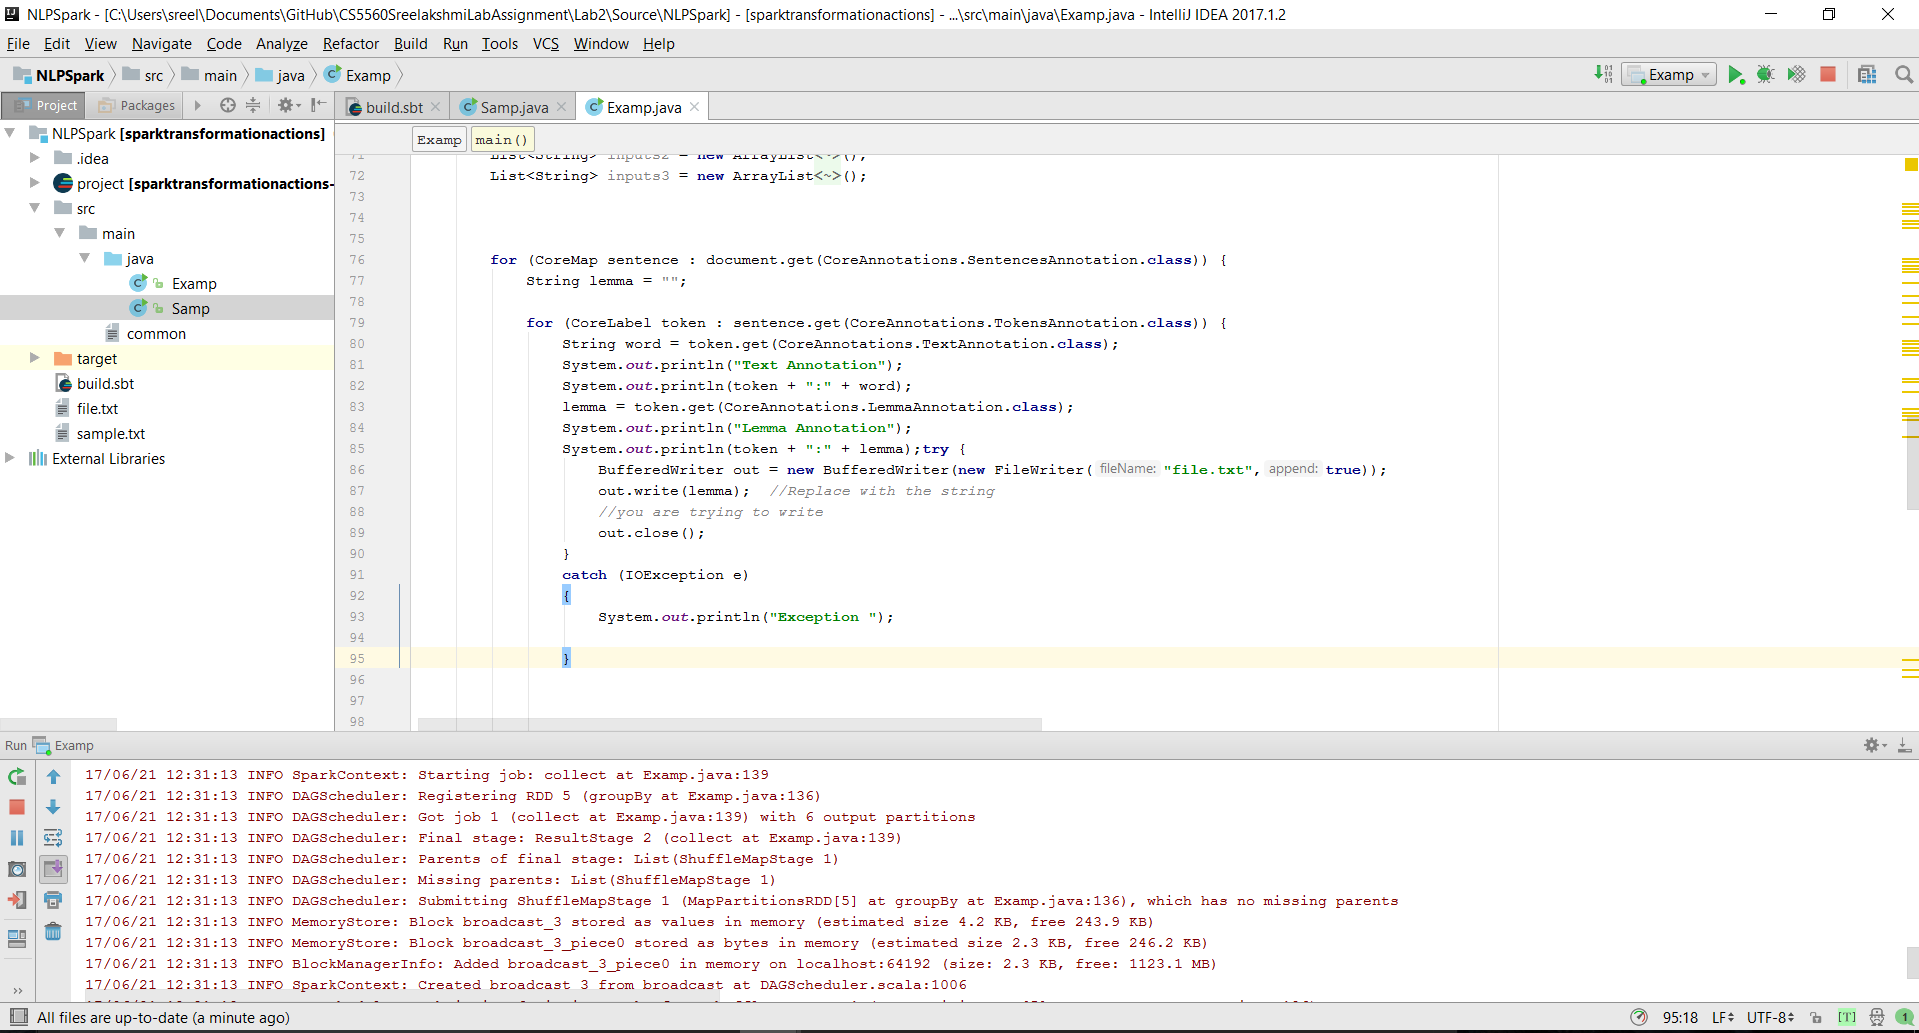 NLPSpark - [C:\Users\sreel\Documents\GitHub\CS5560SreelakshmiLabAssignment\Lab2\Source\NLPSpark] - [sparktransformationactions] - ...\src\main\java\Examp.java - IntelliJ IDEA 2017.1.2
File Edit View Navigate Code Analyze Refactor Build Run Tools VCS Window Help
NLPSpark src main java Examp
Examp
Project Packages
build.sbt Samp.java Examp.java
NLPSpark [sparktransformationactions]
.idea
project [sparktransformationactions-
src
main
java
Examp
Samp
common
target
build.sbt
file.txt
sample.txt
External Libraries
Examp main()
71 List<String> inputs2 = new ArrayList<~>();
72 List<String> inputs3 = new ArrayList<~>();
73
74
75
76 for (CoreMap sentence : document.get(CoreAnnotations.SentencesAnnotation.class)) {
77 String lemma = "";
78
79 for (CoreLabel token : sentence.get(CoreAnnotations.TokensAnnotation.class)) {
80 String word = token.get(CoreAnnotations.TextAnnotation.class);
81 System.out.println("Text Annotation");
82 System.out.println(token + ":" + word);
83 lemma = token.get(CoreAnnotations.LemmaAnnotation.class);
84 System.out.println("Lemma Annotation");
85 System.out.println(token + ":" + lemma);try {
86 BufferedWriter out = new BufferedWriter(new FileWriter( fileName: "file.txt", append: true));
87 out.write(lemma); //Replace with the string
88 //you are trying to write
89 out.close();
90 }
91 catch (IOException e)
92 {
93 System.out.println("Exception ");
94
95 }
96
97
98
Run Examp
17/06/21 12:31:13 INFO SparkContext: Starting job: collect at Examp.java:139
17/06/21 12:31:13 INFO DAGScheduler: Registering RDD 5 (groupBy at Examp.java:136)
17/06/21 12:31:13 INFO DAGScheduler: Got job 1 (collect at Examp.java:139) with 6 output partitions
17/06/21 12:31:13 INFO DAGScheduler: Final stage: ResultStage 2 (collect at Examp.java:139)
17/06/21 12:31:13 INFO DAGScheduler: Parents of final stage: List(ShuffleMapStage 1)
17/06/21 12:31:13 INFO DAGScheduler: Missing parents: List(ShuffleMapStage 1)
17/06/21 12:31:13 INFO DAGScheduler: Submitting ShuffleMapStage 1 (MapPartitionsRDD[5] at groupBy at Examp.java:136), which has no missing parents
17/06/21 12:31:13 INFO MemoryStore: Block broadcast_3 stored as values in memory (estimated size 4.2 KB, free 243.9 KB)
17/06/21 12:31:13 INFO MemoryStore: Block broadcast_3_piece0 stored as bytes in memory (estimated size 2.3 KB, free 246.2 KB)
17/06/21 12:31:13 INFO BlockManagerInfo: Added broadcast_3_piece0 in memory on localhost:64192 (size: 2.3 KB, free: 1123.1 MB)
17/06/21 12:31:13 INFO SparkContext: Created broadcast 3 from broadcast at DAGScheduler.scala:1006
All files are up-to-date (a minute ago)
95:18 LF UTF-8 [T] 1